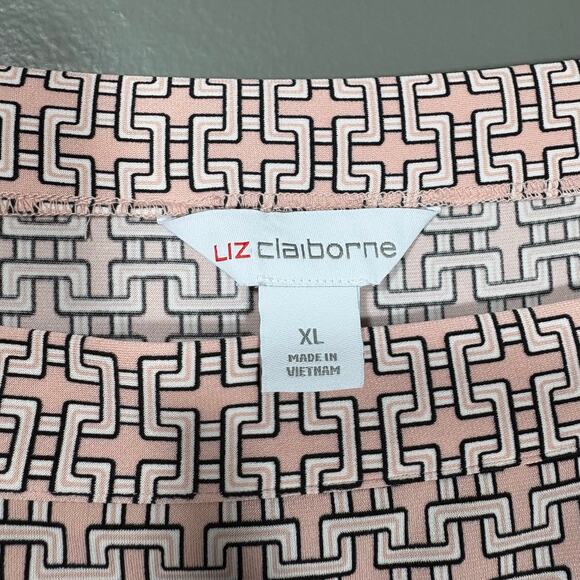 LIZ claiborne
XL
MADE IN
VIETNAM